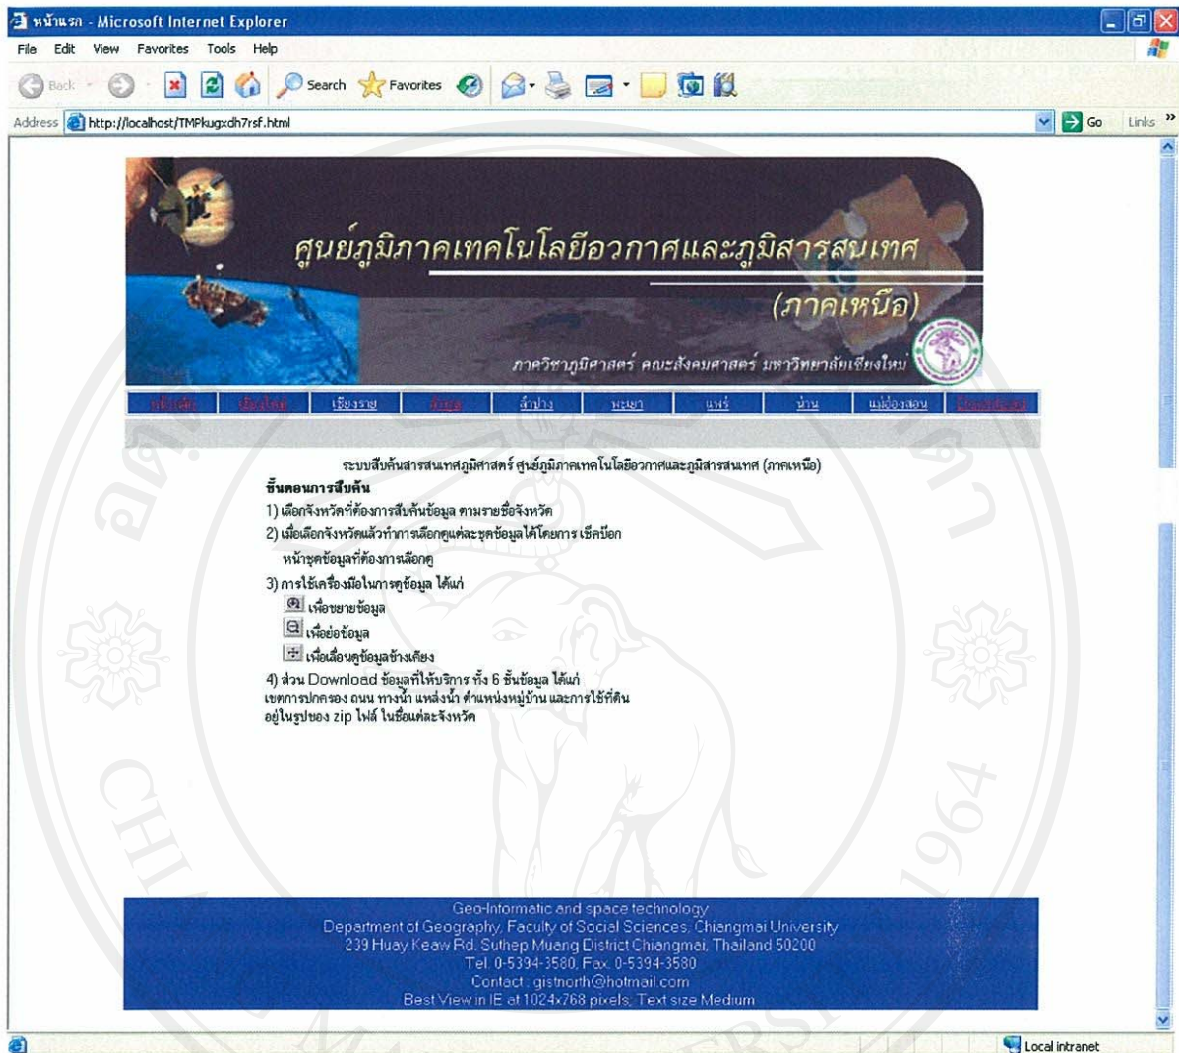 หน้าแรก - Microsoft Internet Explorer
File Edit View Favorites Tools Help
Back Search Favorites
Address http://localhost/TMPkugxdh7rsf.html Go Links »
ศูนย์ภูมิภาคเทคโนโลยีอวกาศและภูมิสารสนเทศ
(ภาคเหนือ)
ภาควิชาภูมิศาสตร์ คณะสังคมศาสตร์ มหาวิทยาลัยเชียงใหม่
หน้าหลัก เชียงใหม่ เชียงราย ลำพูน ลำปาง พะเยา แพร่ น่าน แม่ฮ่องสอน Download
ระบบสืบค้นสารสนเทศภูมิศาสตร์ ศูนย์ภูมิภาคเทคโนโลยีอวกาศและภูมิสารสนเทศ (ภาคเหนือ)
ขั้นตอนการสืบค้น
1) เลือกจังหวัดที่ต้องการสืบค้นข้อมูล ตามรายชื่อจังหวัด
2) เมื่อเลือกจังหวัดแล้วทำการเลือกดูแต่ละชุดข้อมูลได้โดยการ เช็คบ๊อก
หน้าชุดข้อมูลที่ต้องการเลือกดู
3) การใช้เครื่องมือในการดูข้อมูล ได้แก่
เพื่อขยายข้อมูล
เพื่อย่อข้อมูล
เพื่อเลื่อนดูข้อมูลข้างเคียง
4) ส่วน Download ข้อมูลที่ให้บริการ ทั้ง 6 ชั้นข้อมูล ได้แก่
เขตการปกครอง ถนน ทางน้ำ แหล่งน้ำ ตำแหน่งหมู่บ้าน และการใช้ที่ดิน
อยู่ในรูปของ zip ไฟล์ ในชื่อแต่ละจังหวัด
Geo-Informatic and space technology
Department of Geography, Faculty of Social Sciences, Chiangmai University
239 Huay Keaw Rd. Suthep Muang District Chiangmai, Thailand 50200
Tel. 0-5394-3580, Fax. 0-5394-3580
Contact : gistnorth@hotmail.com
Best View in IE at 1024x768 pixels, Text size Medium
Local intranet
1964